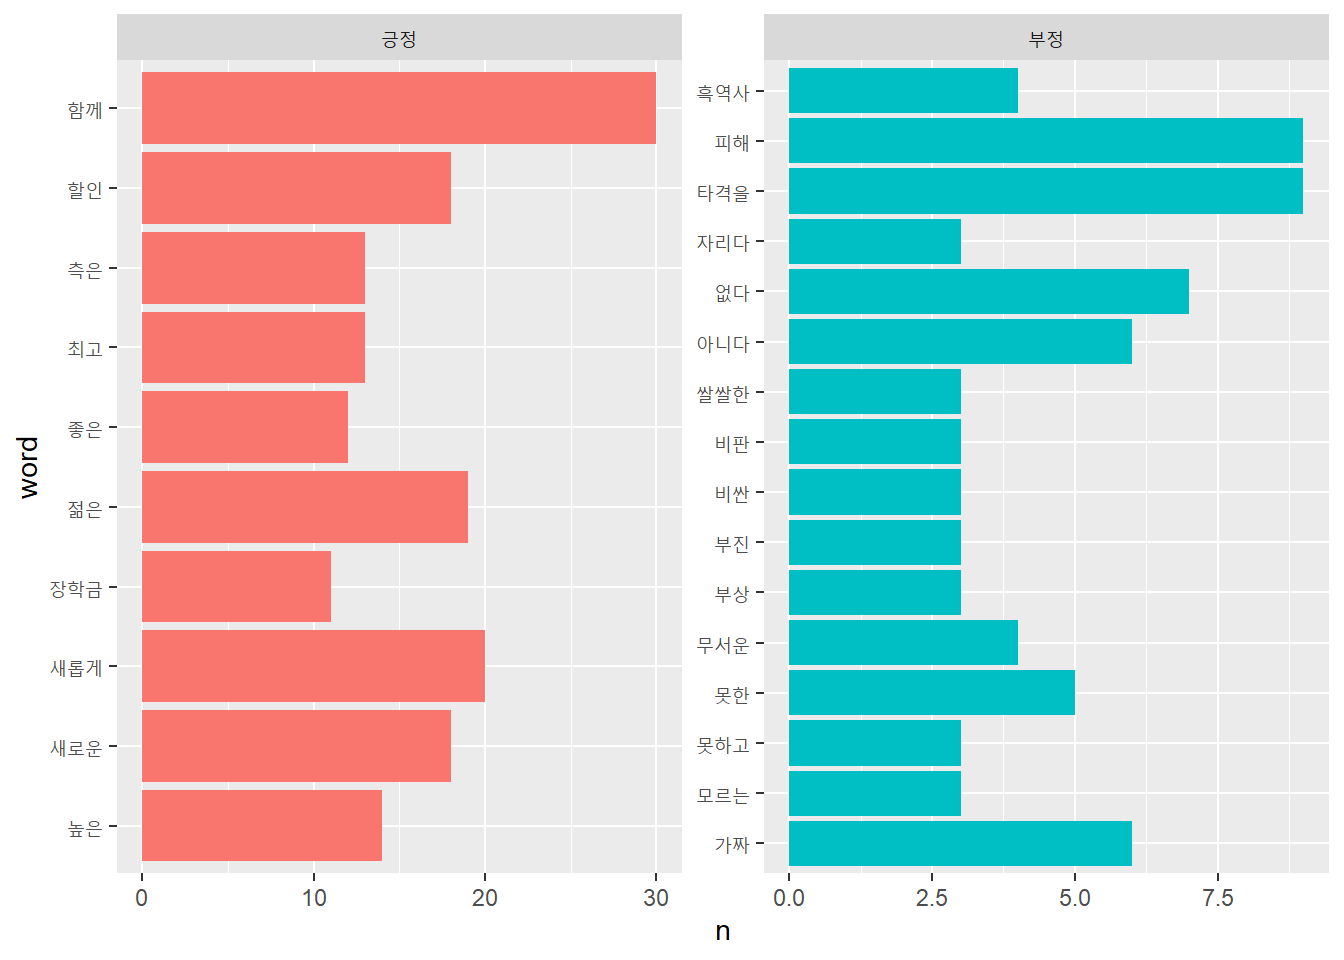 긍정
부정
word
함께
할인
측은
최고
좋은
젊은
장학금
새롭게
새로운
높은
0
10
20
30
흑역사
피해
타격을
자리다
없다
아니다
쌀쌀한
비판
비싼
부진
부상
무서운
못한
못하고
모르는
가짜
0.0
2.5
5.0
7.5
n